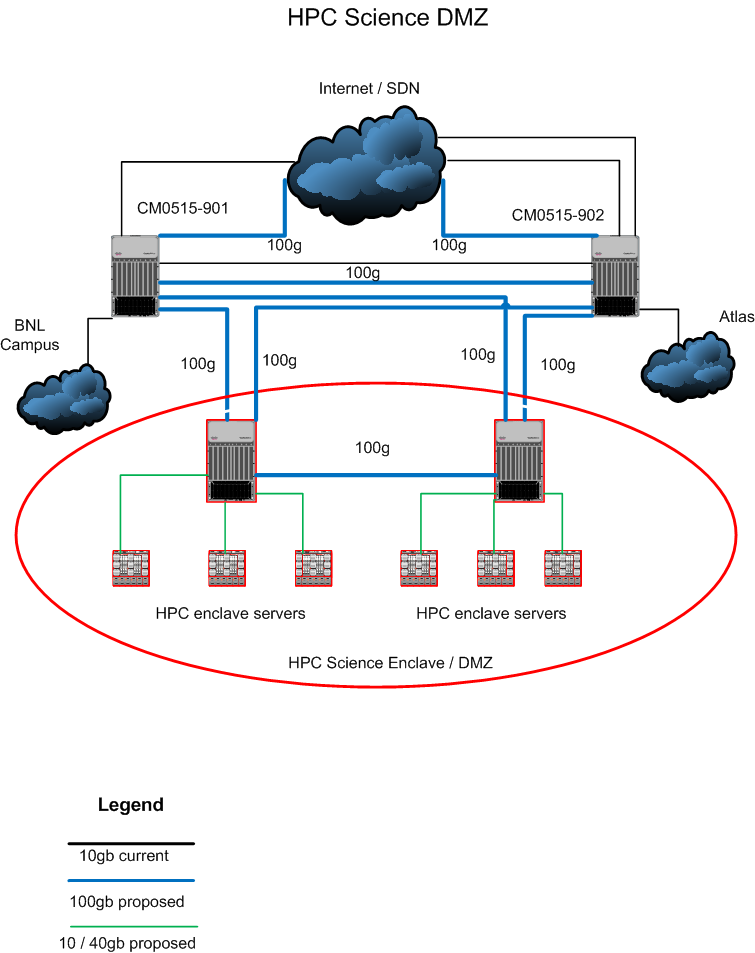 HPC Science DMZ
Internet / SDN
CM0515-901
CM0515-902
100g
100g
100g
BNL
Campus
Atlas
100g
100g
100g
100g
100g
HPC enclave servers
HPC enclave servers
HPC Science Enclave / DMZ
Legend
10gb current
100gb proposed
10 / 40gb proposed